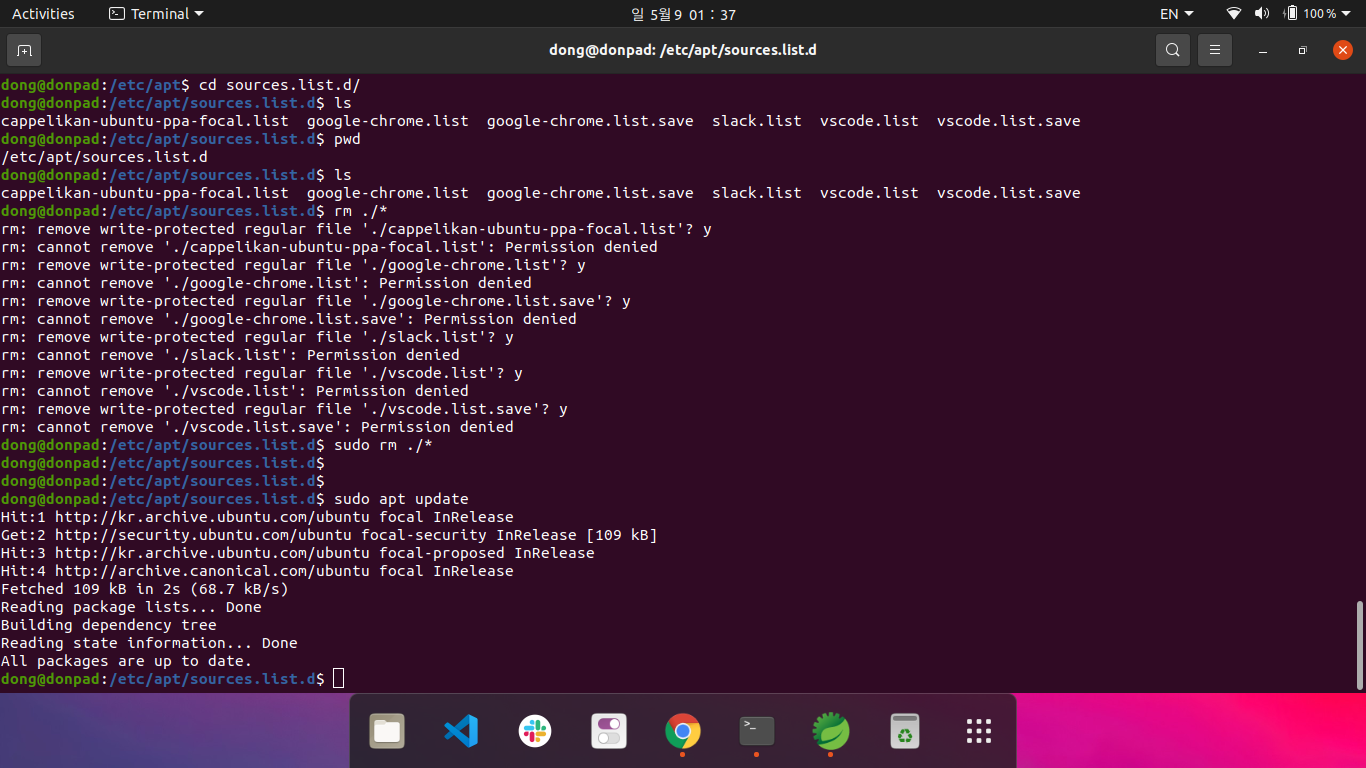 Activities
Terminal
일 5월 9 01 : 37
EN
100 %
dong@donpad: /etc/apt/sources.list.d
dong@donpad:/etc/apt$ cd sources.list.d/
dong@donpad:/etc/apt/sources.list.d$ ls
cappelikan-ubuntu-ppa-focal.list  google-chrome.list  google-chrome.list.save  slack.list  vscode.list  vscode.list.save
dong@donpad:/etc/apt/sources.list.d$ pwd
/etc/apt/sources.list.d
dong@donpad:/etc/apt/sources.list.d$ ls
cappelikan-ubuntu-ppa-focal.list  google-chrome.list  google-chrome.list.save  slack.list  vscode.list  vscode.list.save
dong@donpad:/etc/apt/sources.list.d$ rm ./*
rm: remove write-protected regular file './cappelikan-ubuntu-ppa-focal.list'? y
rm: cannot remove './cappelikan-ubuntu-ppa-focal.list': Permission denied
rm: remove write-protected regular file './google-chrome.list'? y
rm: cannot remove './google-chrome.list': Permission denied
rm: remove write-protected regular file './google-chrome.list.save'? y
rm: cannot remove './google-chrome.list.save': Permission denied
rm: remove write-protected regular file './slack.list'? y
rm: cannot remove './slack.list': Permission denied
rm: remove write-protected regular file './vscode.list'? y
rm: cannot remove './vscode.list': Permission denied
rm: remove write-protected regular file './vscode.list.save'? y
rm: cannot remove './vscode.list.save': Permission denied
dong@donpad:/etc/apt/sources.list.d$ sudo rm ./*
dong@donpad:/etc/apt/sources.list.d$
dong@donpad:/etc/apt/sources.list.d$
dong@donpad:/etc/apt/sources.list.d$ sudo apt update
Hit:1 http://kr.archive.ubuntu.com/ubuntu focal InRelease
Get:2 http://security.ubuntu.com/ubuntu focal-security InRelease [109 kB]
Hit:3 http://kr.archive.ubuntu.com/ubuntu focal-proposed InRelease
Hit:4 http://archive.canonical.com/ubuntu focal InRelease
Fetched 109 kB in 2s (68.7 kB/s)
Reading package lists... Done
Building dependency tree
Reading state information... Done
All packages are up to date.
dong@donpad:/etc/apt/sources.list.d$